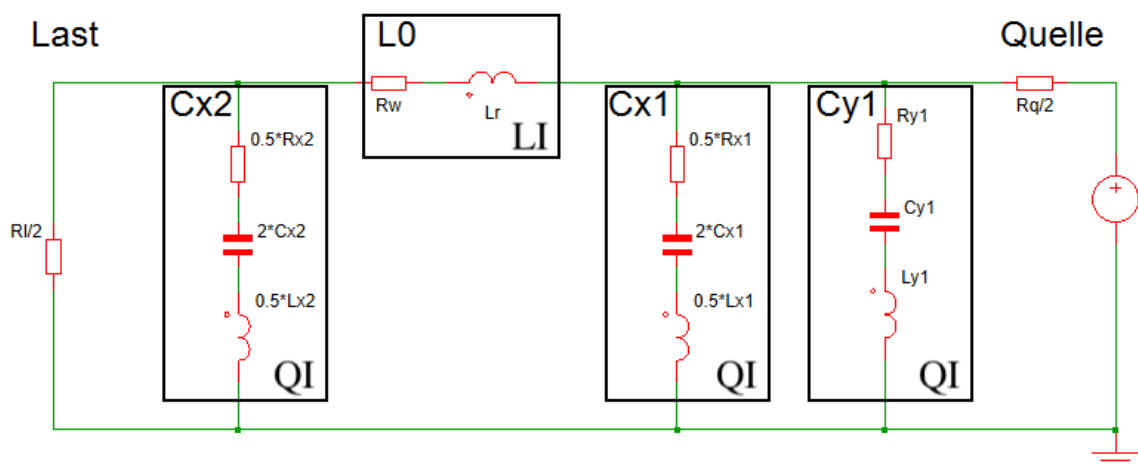 Last
L0
Quelle
Rw
Lr
LI
Cx2
0.5*Rx2
2*Cx2
0.5*Lx2
QI
Cx1
0.5*Rx1
2*Cx1
0.5*Lx1
QI
Cy1
Ry1
Cy1
Ly1
QI
Rq/2
Rl/2